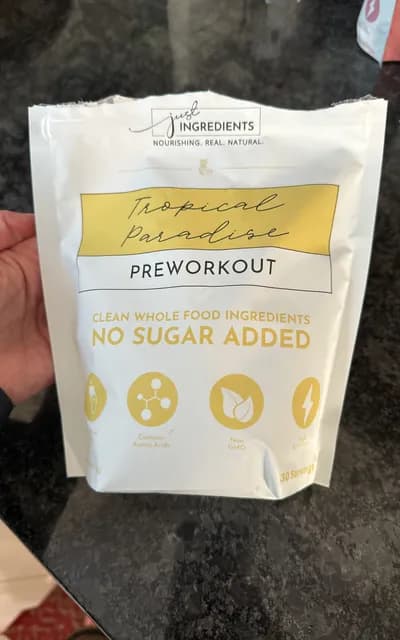 just
INGREDIENTS
NOURISHING. REAL. NATURAL.
Tropical
Paradise
PREWORKOUT
CLEAN WHOLE FOOD INGREDIENTS
NO SUGAR ADDED
Amino Acids
Non
GMO
30 Servings